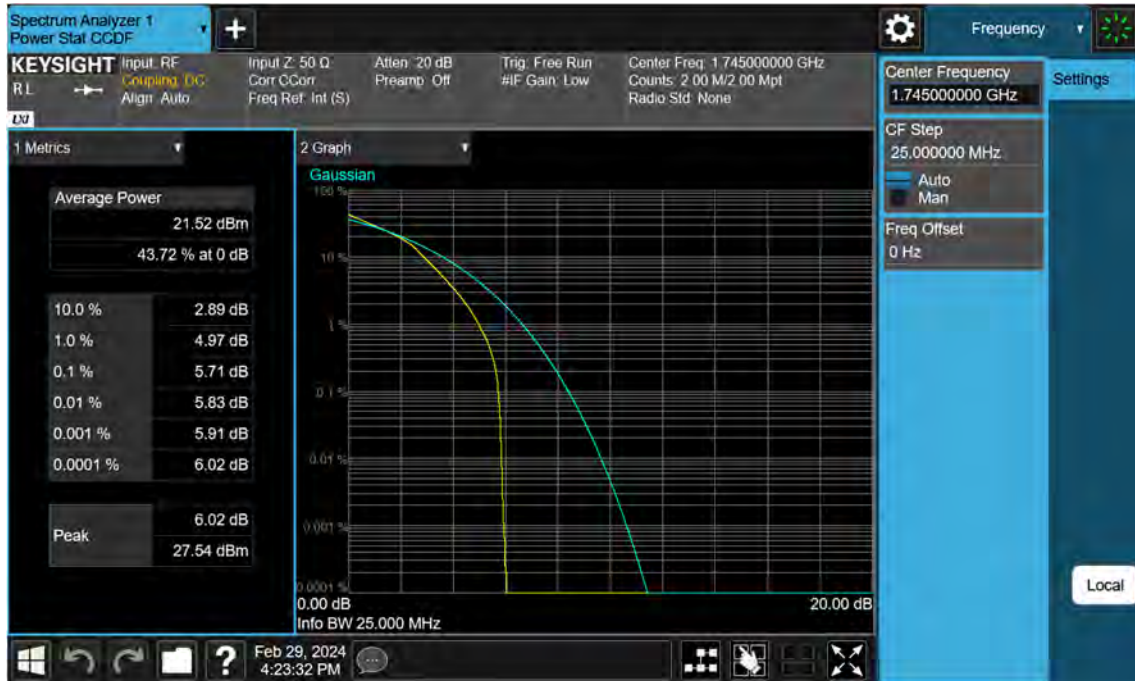 Spectrum Analyzer 1
Power Stat CCDF
Frequency
KEYSIGHT
RL
LXI
Input: RF
Coupling: DC
Align: Auto
Input Z: 50 Ω
Corr CCorr
Freq Ref: Int (S)
Atten: 20 dB
Preamp: Off
Trig: Free Run
#IF Gain: Low
Center Freq: 1.745000000 GHz
Counts: 2.00 M/2.00 Mpt
Radio Std: None
Center Frequency
1.745000000 GHz
Settings
CF Step
25.000000 MHz
Auto
Man
Freq Offset
0 Hz
1 Metrics
Average Power
21.52 dBm
43.72 % at 0 dB
10.0 % 2.89 dB
1.0 % 4.97 dB
0.1 % 5.71 dB
0.01 % 5.83 dB
0.001 % 5.91 dB
0.0001 % 6.02 dB
Peak 6.02 dB
27.54 dBm
2 Graph
Gaussian
100 %
10 %
1 %
0.1 %
0.01 %
0.001 %
0.0001 %
0.00 dB 20.00 dB
Info BW 25.000 MHz
Local
?
Feb 29, 2024
4:23:32 PM